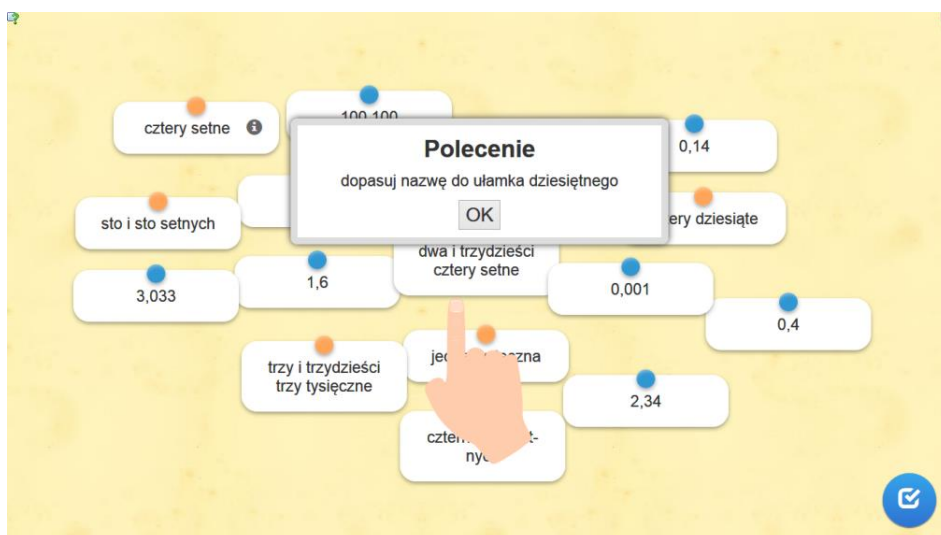 cztery setne
100,100
Polecenie
dopasuj nazwę do ułamka dziesiętnego
OK
0,14
sto i sto setnych
dziesiąte
dwa i trzydzieści
cztery setne
3,033
1,6
0,001
0,4
trzy i trzydzieści
trzy tysięczne
2,34